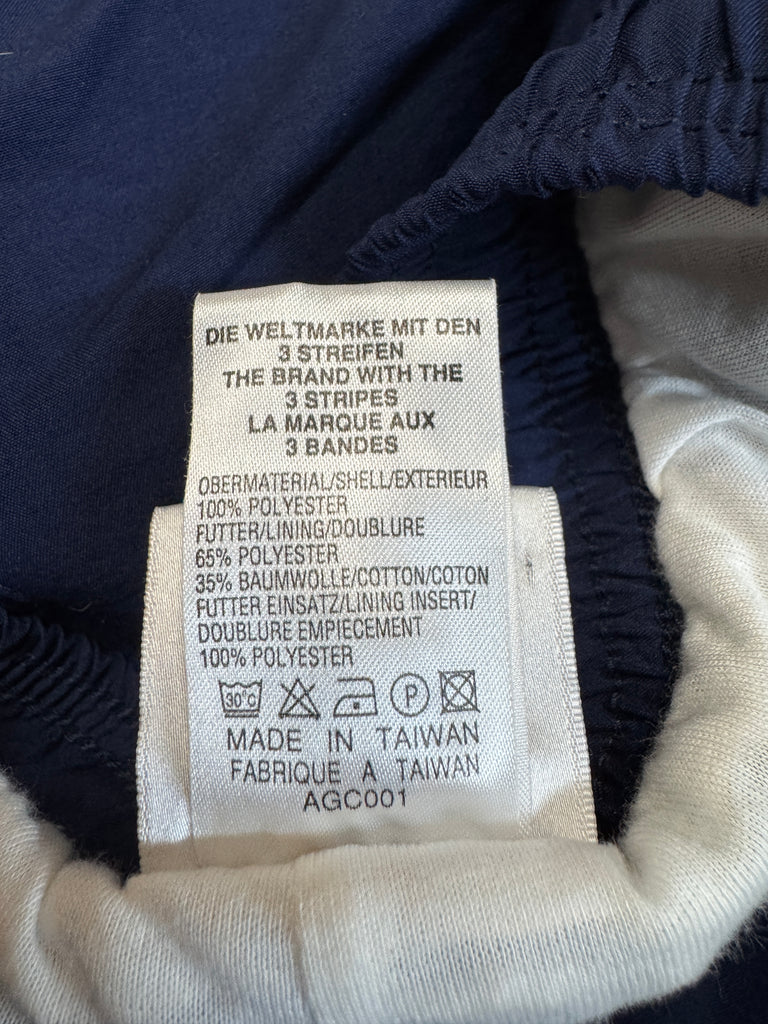 DIE WELTMARKE MIT DEN
3 STREIFEN
THE BRAND WITH THE
3 STRIPES
LA MARQUE AUX
3 BANDES
OBERMATERIAL/SHELL/EXTERIEUR
100% POLYESTER
FUTTER/LINING/DOUBLURE
65% POLYESTER
35% BAUMWOLLE/COTTON/COTON
FUTTER EINSATZ/LINING INSERT/
DOUBLURE EMPIECEMENT
100% POLYESTER
30°C P
MADE IN TAIWAN
FABRIQUE A TAIWAN
AGC001